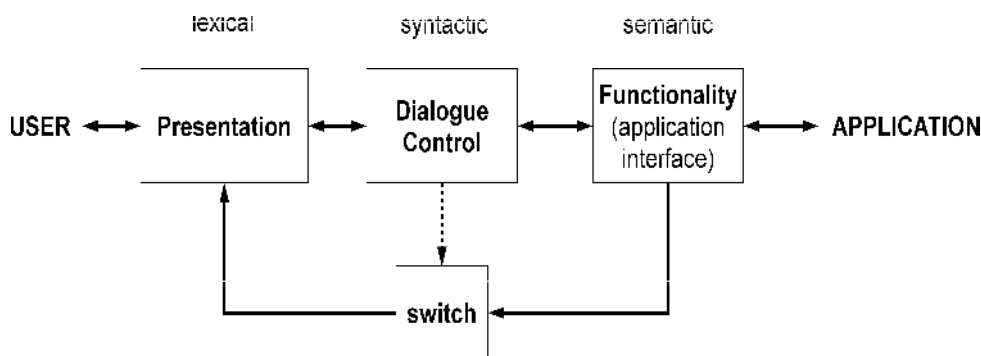 lexical syntactic semantic
USER Presentation Dialogue Control Functionality (application interface) APPLICATION
switch